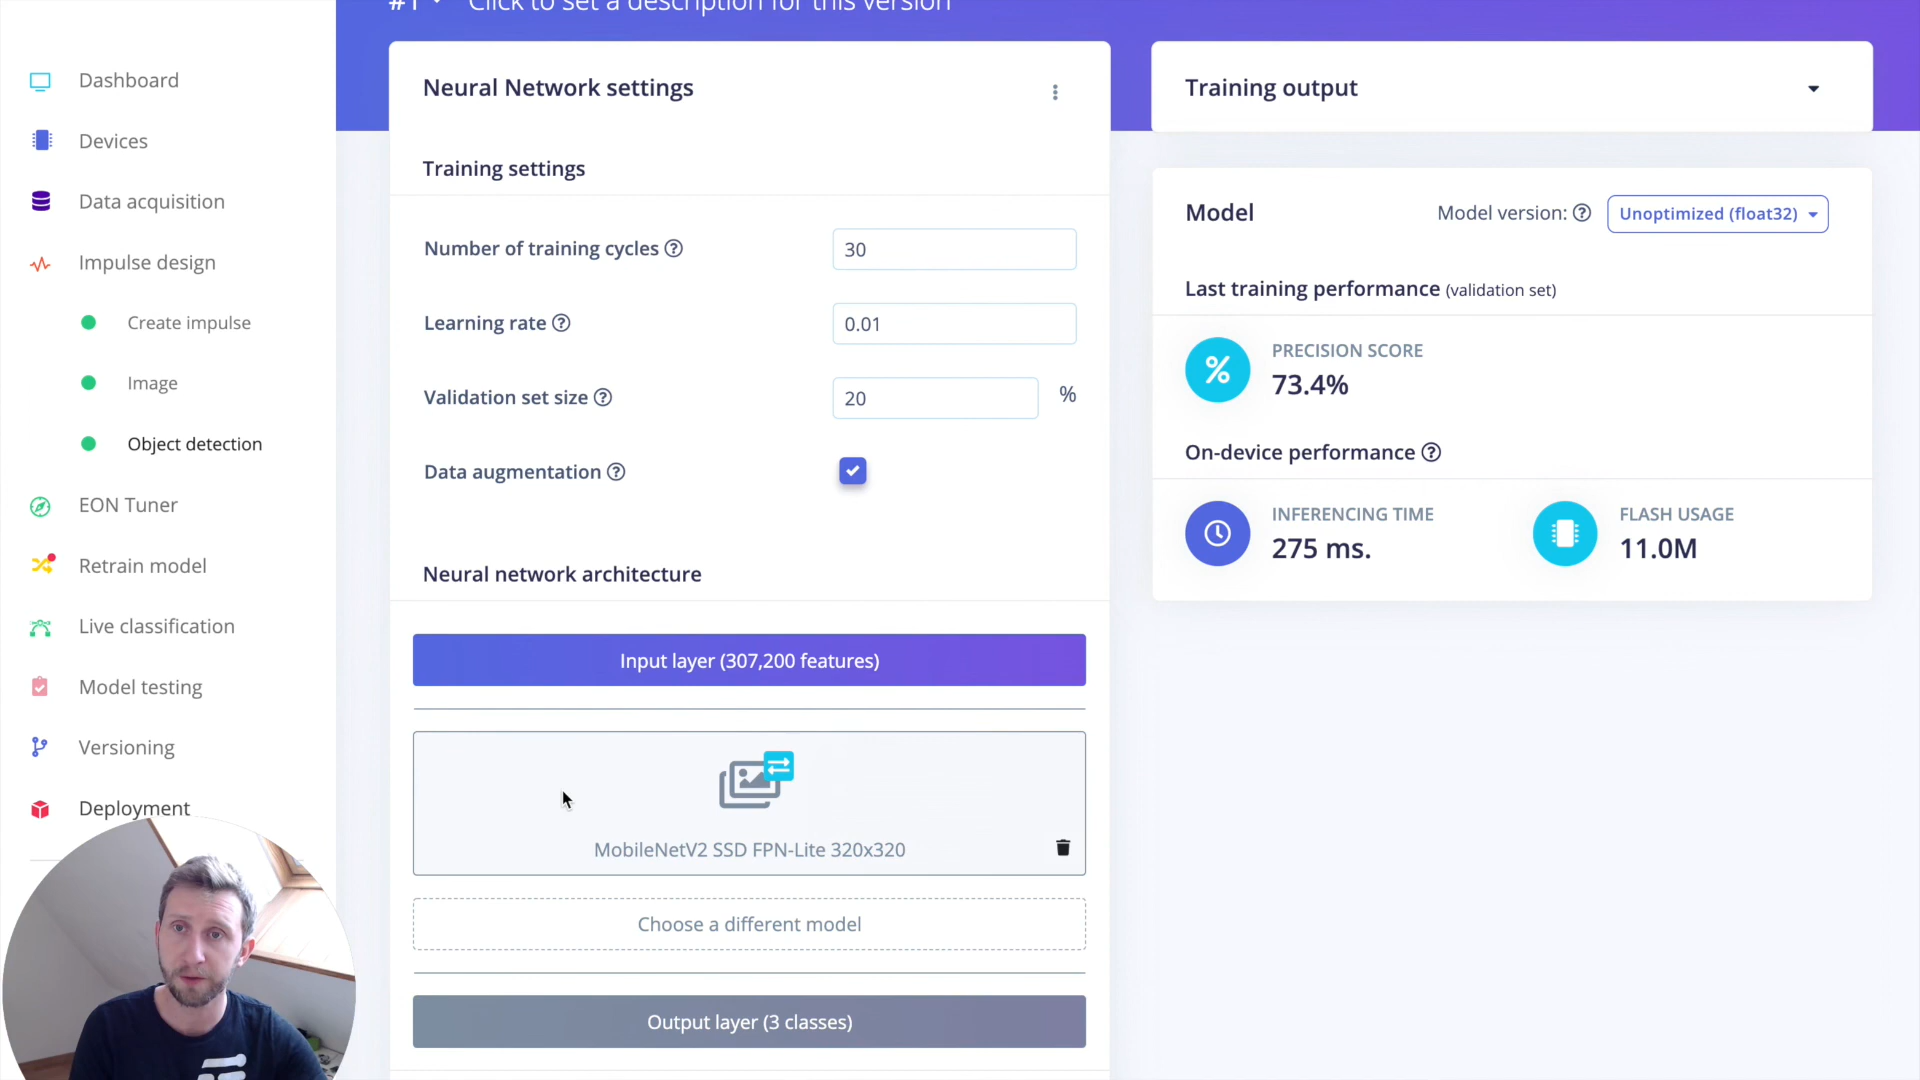 #1 Click to set a description for this version
Dashboard
Devices
Data acquisition
Impulse design
Create impulse
Image
Object detection
EON Tuner
Retrain model
Live classification
Model testing
Versioning
Deployment
Neural Network settings
Training settings
Number of training cycles ?
30
Learning rate ?
0.01
Validation set size ?
20 %
Data augmentation ?
Neural network architecture
Input layer (307,200 features)
MobileNetV2 SSD FPN-Lite 320x320
Choose a different model
Output layer (3 classes)
Training output
Model
Model version: ?
Unoptimized (float32)
Last training performance (validation set)
%
PRECISION SCORE
73.4%
On-device performance ?
INFERENCING TIME
275 ms.
FLASH USAGE
11.0M